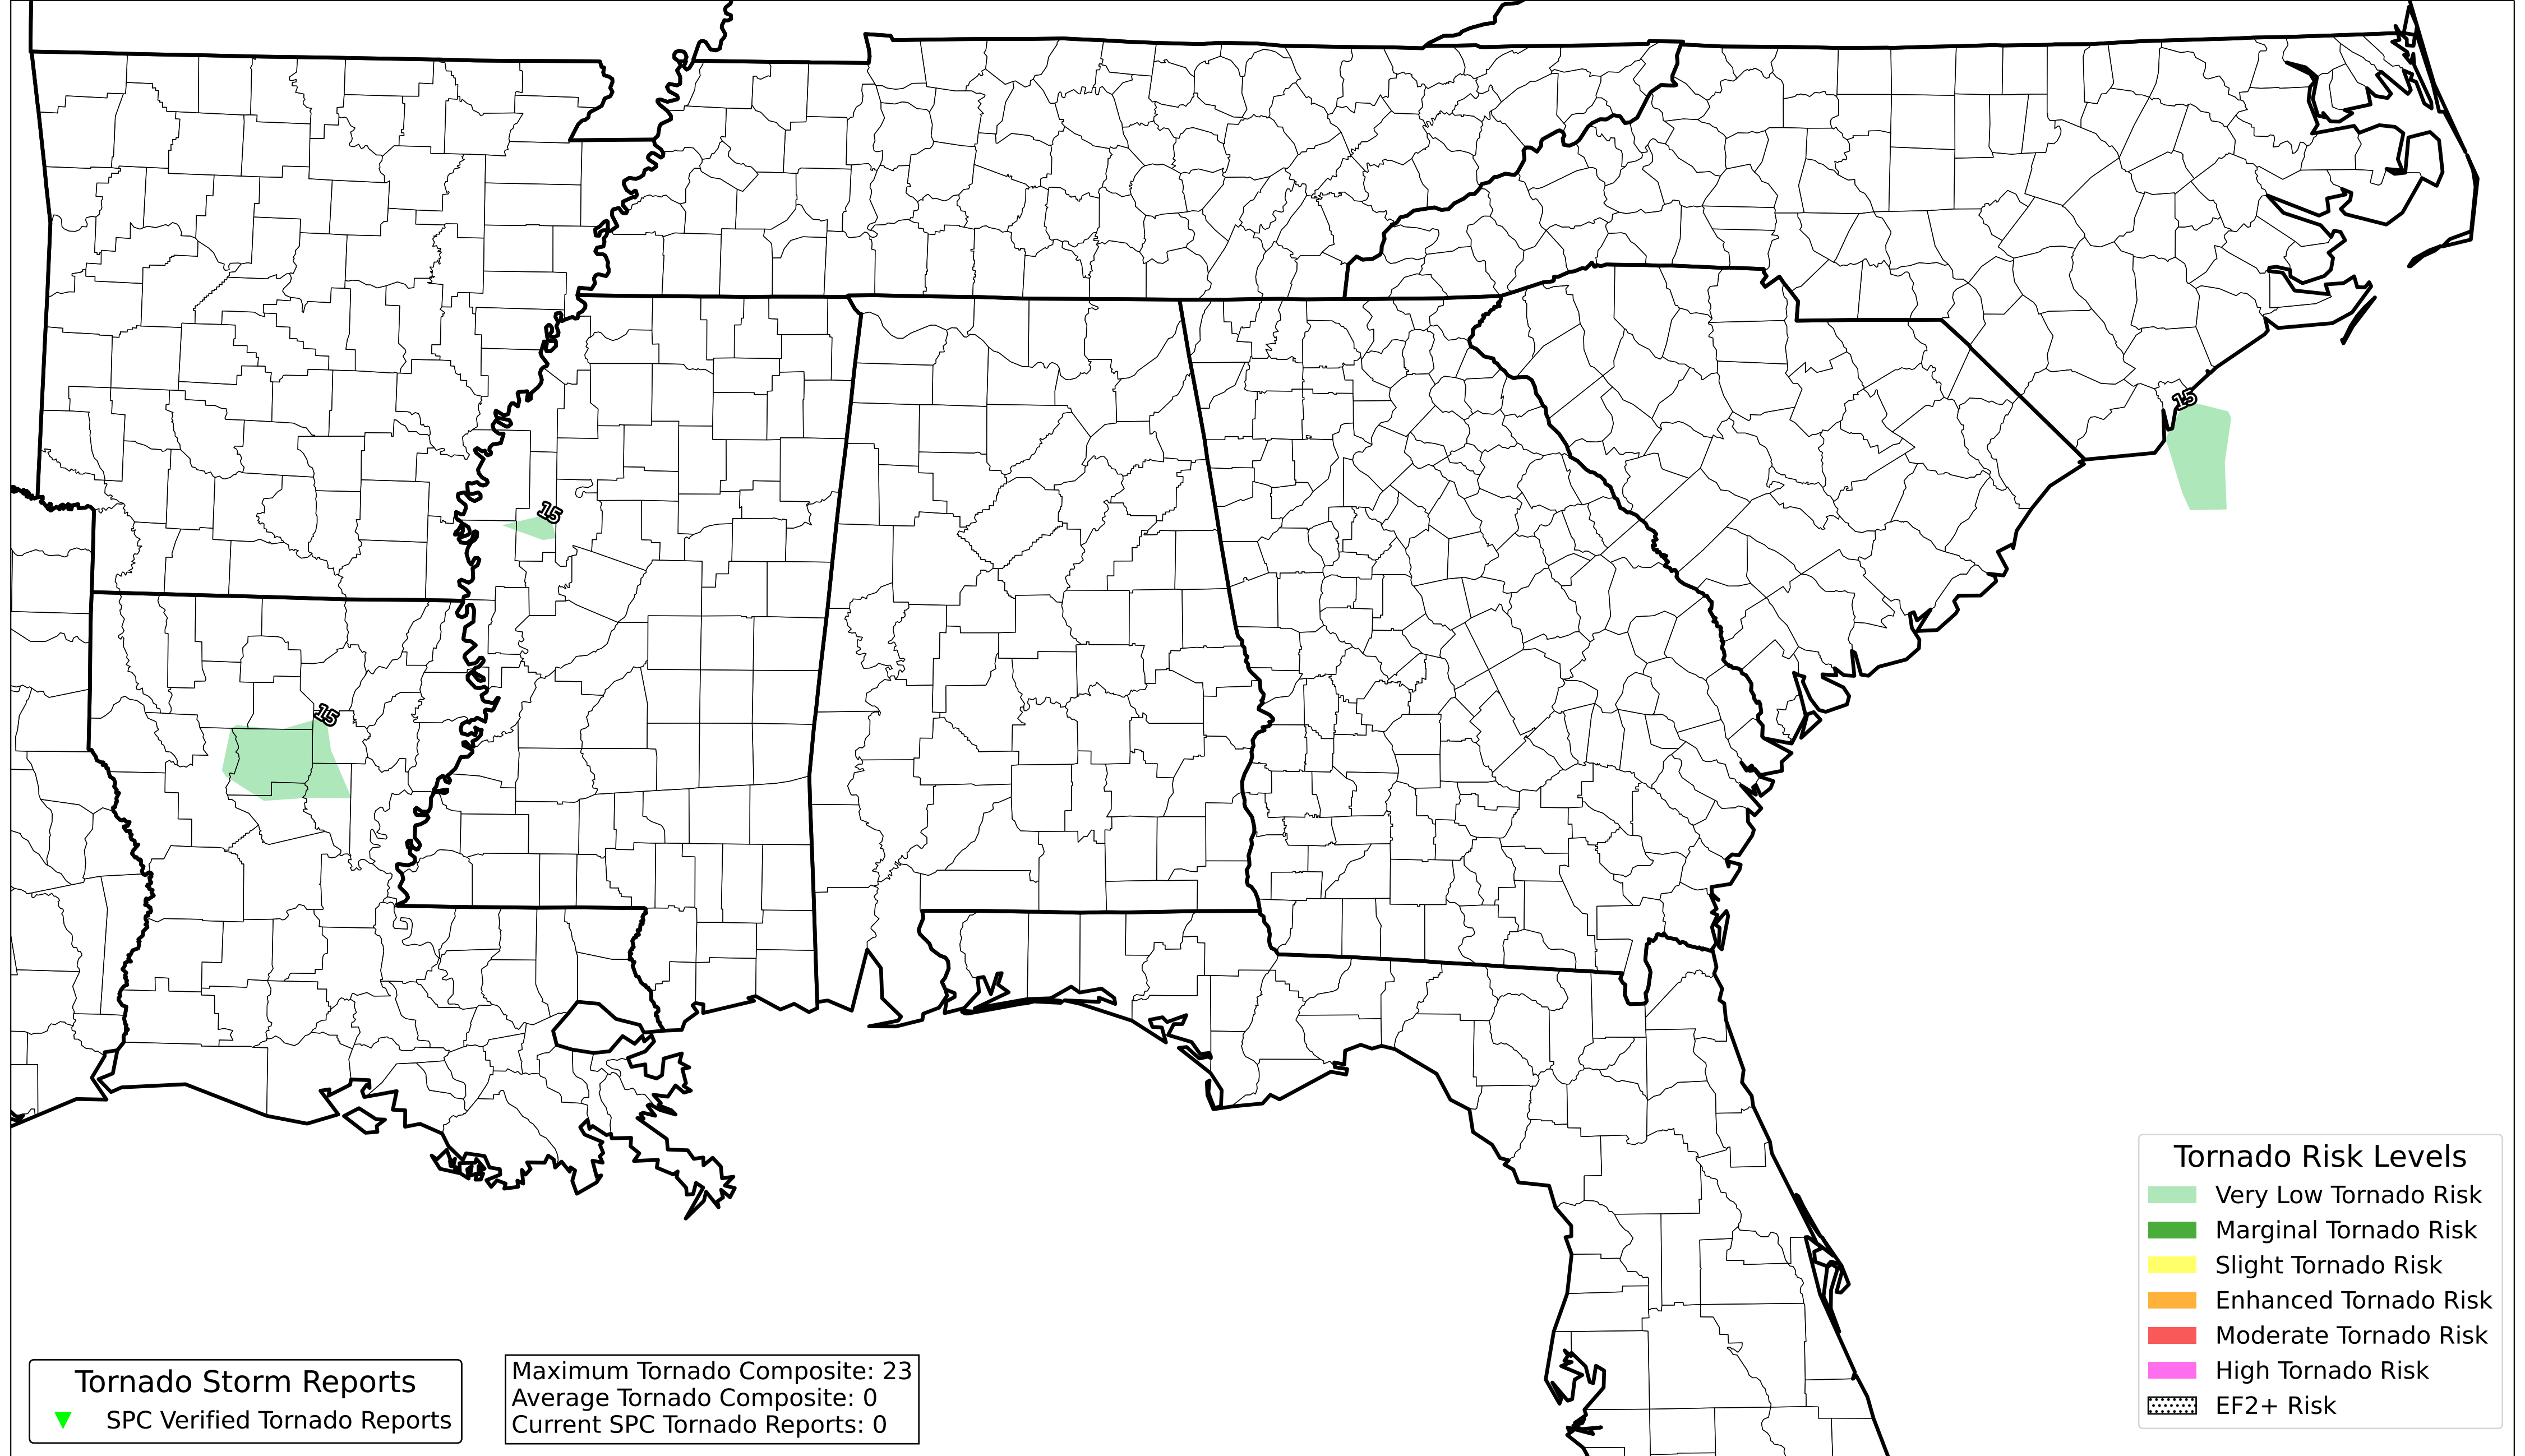 15
15
15
Tornado Risk Levels
Very Low Tornado Risk
Marginal Tornado Risk
Slight Tornado Risk
Enhanced Tornado Risk
Moderate Tornado Risk
High Tornado Risk
EF2+ Risk
Tornado Storm Reports
SPC Verified Tornado Reports
Maximum Tornado Composite: 23
Average Tornado Composite: 0
Current SPC Tornado Reports: 0